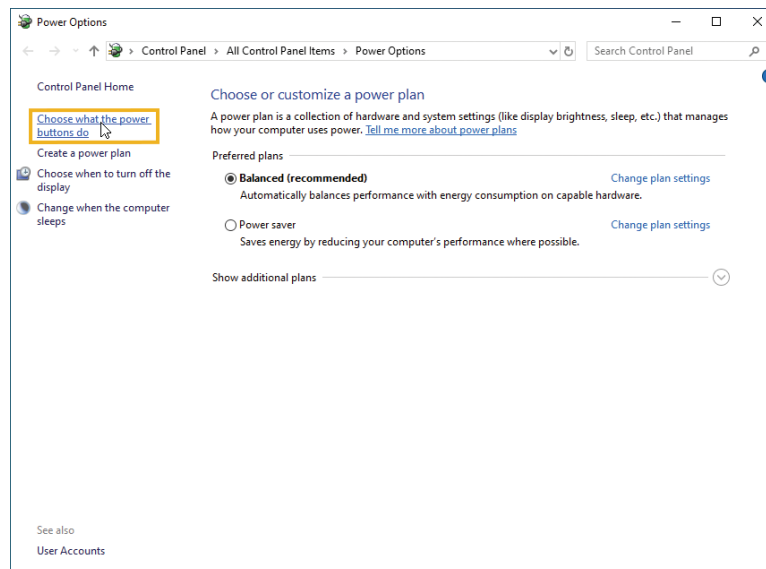 Power Options
Control Panel > All Control Panel Items > Power Options
Search Control Panel
Control Panel Home
Choose what the power
buttons do
Create a power plan
Choose when to turn off the
display
Change when the computer
sleeps
Choose or customize a power plan
A power plan is a collection of hardware and system settings (like display brightness, sleep, etc.) that manages
how your computer uses power. Tell me more about power plans
Preferred plans
Balanced (recommended)
Change plan settings
Automatically balances performance with energy consumption on capable hardware.
Power saver
Change plan settings
Saves energy by reducing your computer's performance where possible.
Show additional plans
See also
User Accounts